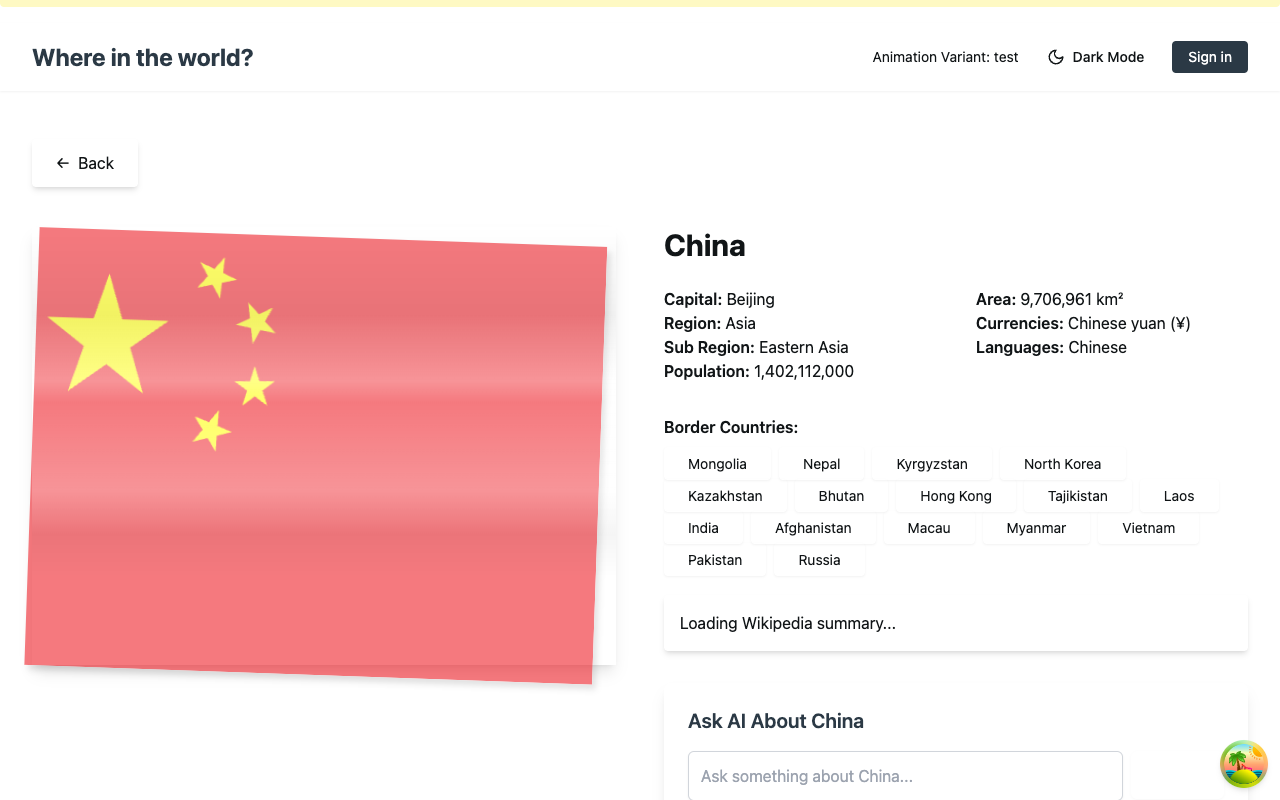 Where in the world?
Animation Variant: test
Dark Mode
Sign in
← Back
China
Capital: Beijing
Region: Asia
Sub Region: Eastern Asia
Population: 1,402,112,000
Area: 9,706,961 km²
Currencies: Chinese yuan (¥)
Languages: Chinese
Border Countries:
Mongolia Nepal Kyrgyzstan North Korea
Kazakhstan Bhutan Hong Kong Tajikistan Laos
India Afghanistan Macau Myanmar Vietnam
Pakistan Russia
Loading Wikipedia summary...
Ask AI About China
Ask something about China...